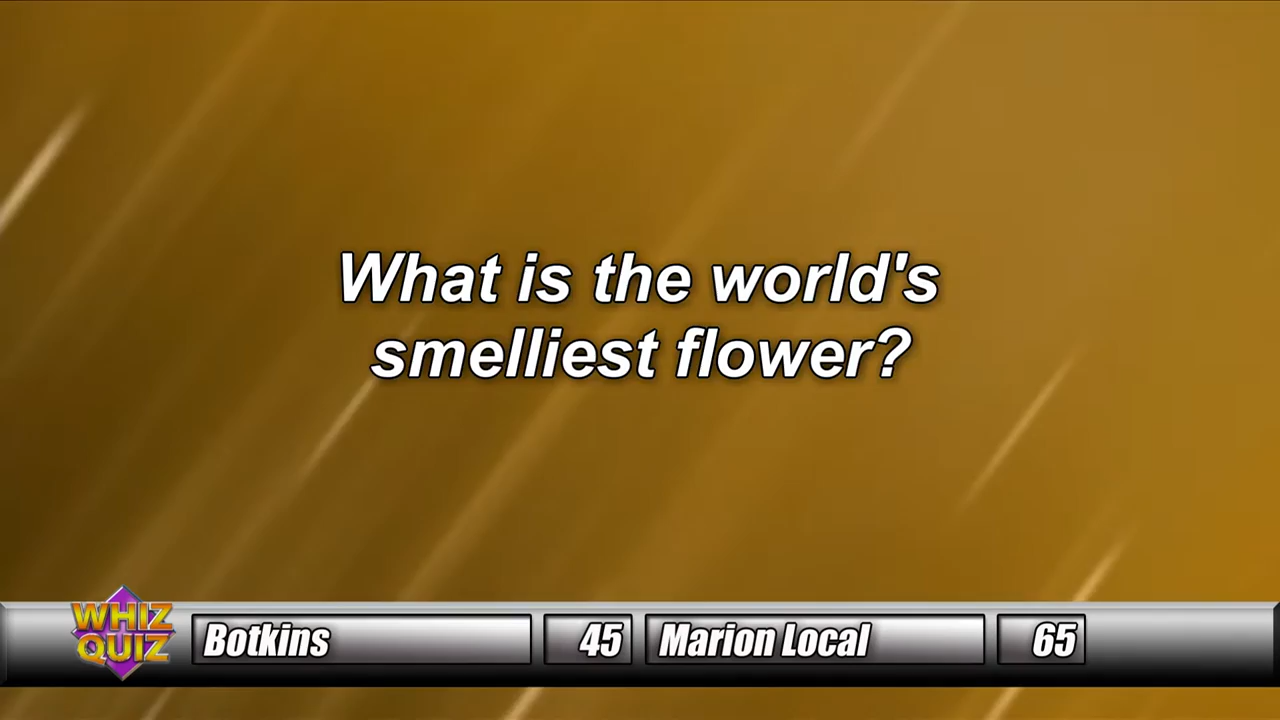 What is the world's
smelliest flower?
WHIZ
QUIZ
Botkins 45 Marion Local 65